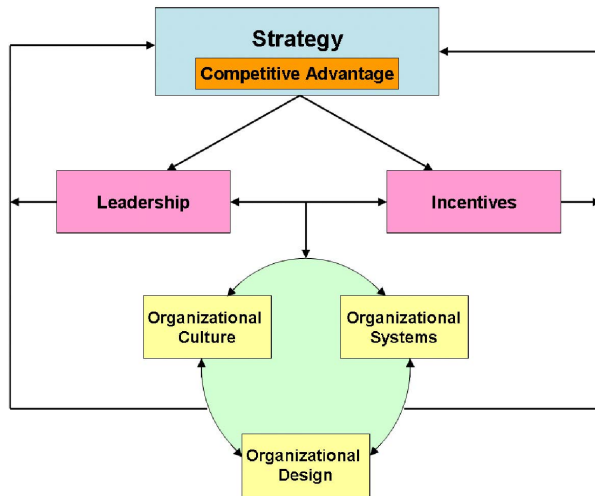 Strategy
Competitive Advantage
Leadership
Incentives
Organizational
Culture
Organizational
Systems
Organizational
Design